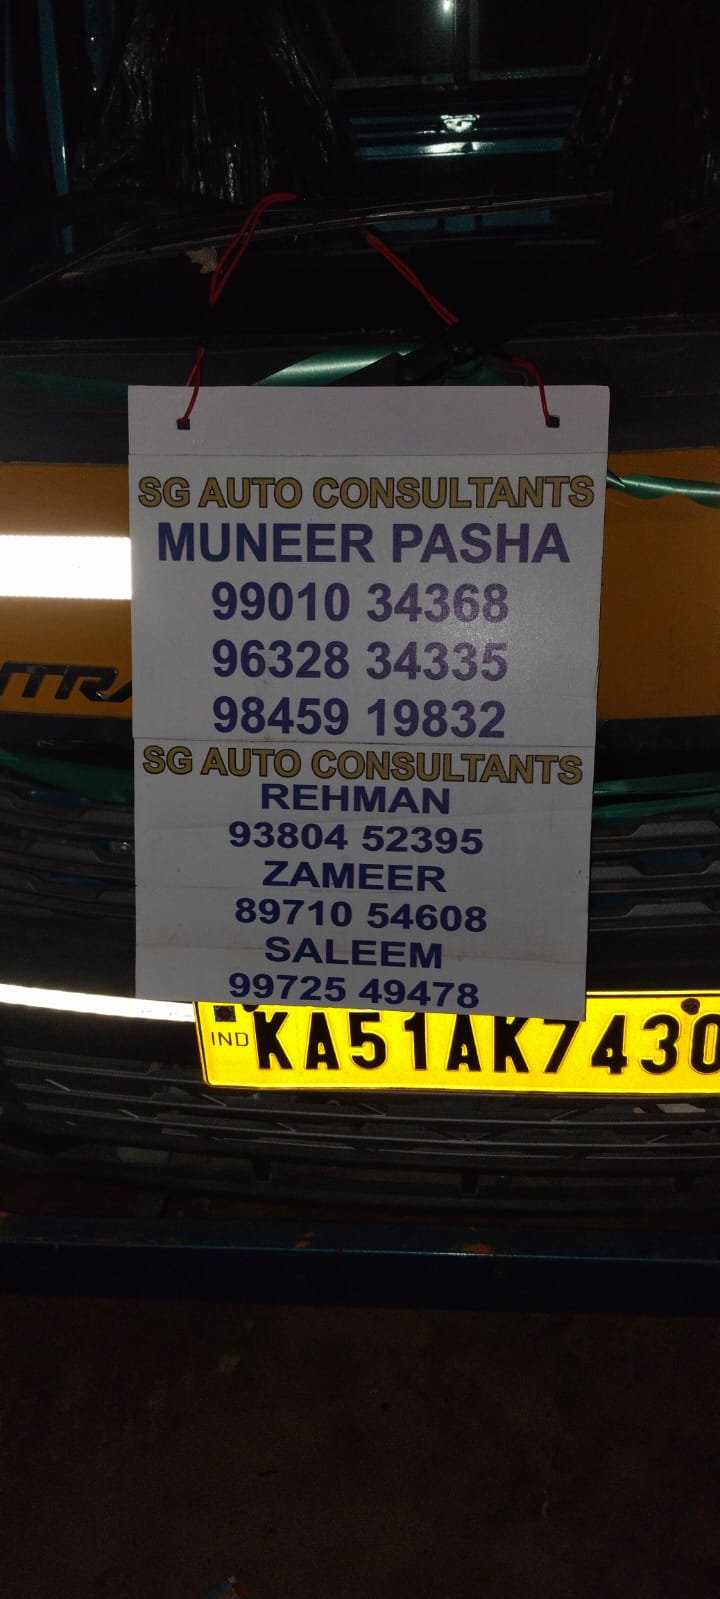 SG AUTO CONSULTANTS
MUNEER PASHA
99010 34368
96328 34335
98459 19832
SG AUTO CONSULTANTS
REHMAN
93804 52395
ZAMEER
89710 54608
SALEEM
99725 49478
IND KA51AK7430